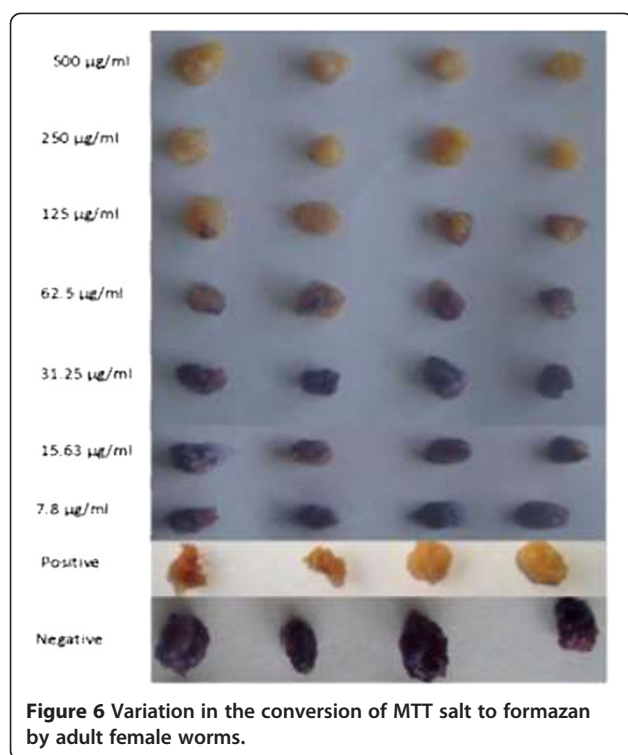 500 µg/ml
250 µg/ml
125 µg/ml
62.5 µg/ml
31.25 µg/ml
15.63 µg/ml
7.8 µg/ml
Positive
Negative
Figure 6 Variation in the conversion of MTT salt to formazan
by adult female worms.